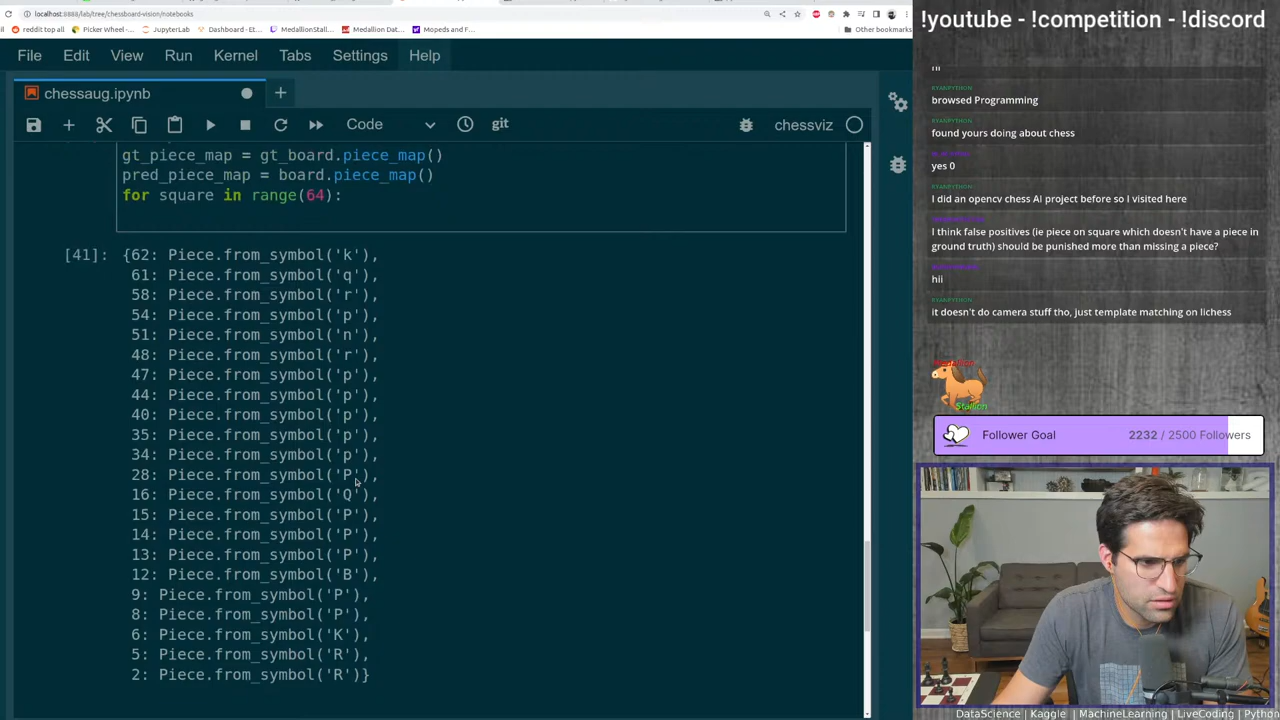 localhost:8888/lab/tree/chessboard-vision/notebooks
reddit top all
Picker Wheel -...
JupyterLab
Dashboard - Et...
MedallionStall...
Medallion Dat...
Mopeds and F...
Other bookmarks
File
Edit
View
Run
Kernel
Tabs
Settings
Help
chessaug.ipynb
Code
git
chessviz
gt_piece_map = gt_board.piece_map()
pred_piece_map = board.piece_map()
for square in range(64):
[41]:
{62: Piece.from_symbol('k'),
61: Piece.from_symbol('q'),
58: Piece.from_symbol('r'),
54: Piece.from_symbol('p'),
51: Piece.from_symbol('n'),
48: Piece.from_symbol('r'),
47: Piece.from_symbol('p'),
44: Piece.from_symbol('p'),
40: Piece.from_symbol('p'),
35: Piece.from_symbol('p'),
34: Piece.from_symbol('p'),
28: Piece.from_symbol('P'),
16: Piece.from_symbol('Q'),
15: Piece.from_symbol('P'),
14: Piece.from_symbol('P'),
13: Piece.from_symbol('P'),
12: Piece.from_symbol('B'),
9: Piece.from_symbol('P'),
8: Piece.from_symbol('P'),
6: Piece.from_symbol('K'),
5: Piece.from_symbol('R'),
2: Piece.from_symbol('R')}
!youtube - !competition - !discord
RYANPYTHON
browsed Programming
RYANPYTHON
found yours doing about chess
yes 0
RYANPYTHON
I did an opencv chess AI project before so I visited here
I think false positives (ie piece on square which doesn't have a piece in
ground truth) should be punished more than missing a piece?
hii
RYANPYTHON
it doesn't do camera stuff tho, just template matching on lichess
Medallion
Stallion
Follower Goal
2232 / 2500 Followers
DataScience | Kaggle | MachineLearning | LiveCoding | Python